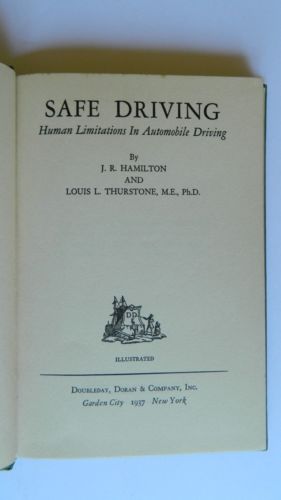 SAFE DRIVING
Human Limitations In Automobile Driving
By
J. R. HAMILTON
AND
LOUIS L. THURSTONE, M.E., Ph.D.
DD
ILLUSTRATED
DOUBLEDAY, DORAN & COMPANY, INC.
Garden City 1937 New York